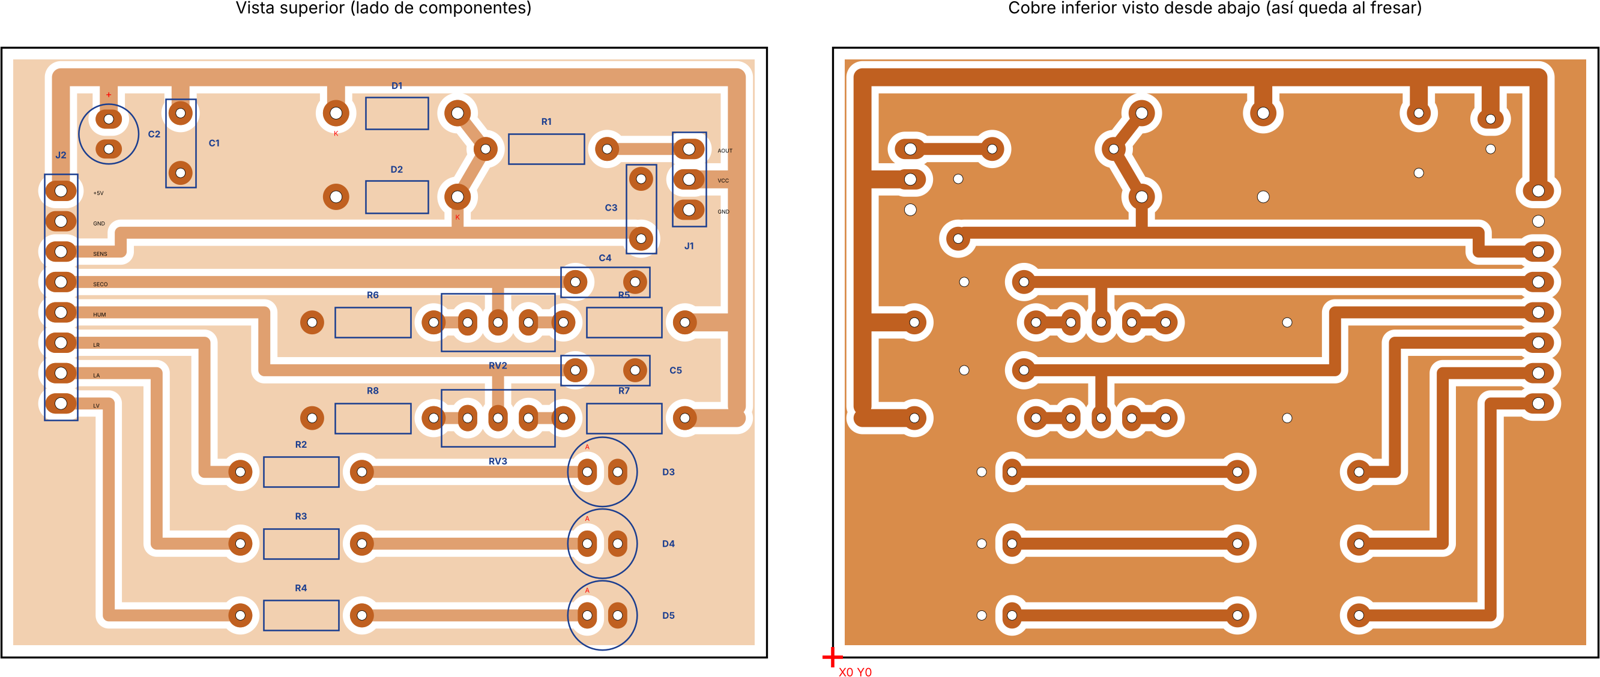 Vista superior (lado de componentes)
Cobre inferior visto desde abajo (así queda al fresar)
+
D1
C2
C1
K
R1
J2
AOUT
D2
VCC
+5V
C3
GND
K
GND
J1
SENS
C4
SECO
R6
R5
HUM
LB
RV2
C5
LA
R8
R7
LV
R2
A
RV3
D3
R3
A
D4
R4
A
D5
X0 Y0